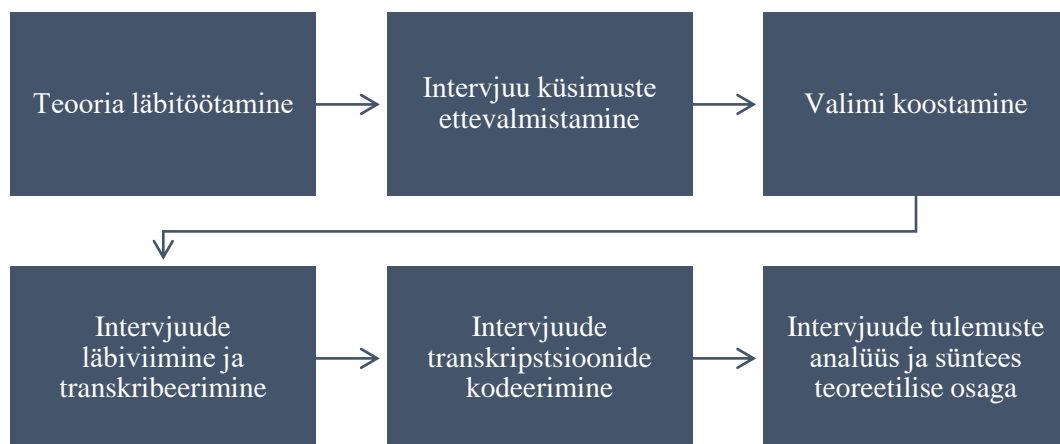 Teooria läbitöötamine
Intervjuu küsimuste
ettevalmistamine
Valimi koostamine
Intervjuude
läbiviimine ja
transkribeerimine
Intervjuude
transkripstsioonide
kodeerimine
Intervjuude tulemuste
analüüs ja süntees
teoreetilise osaga